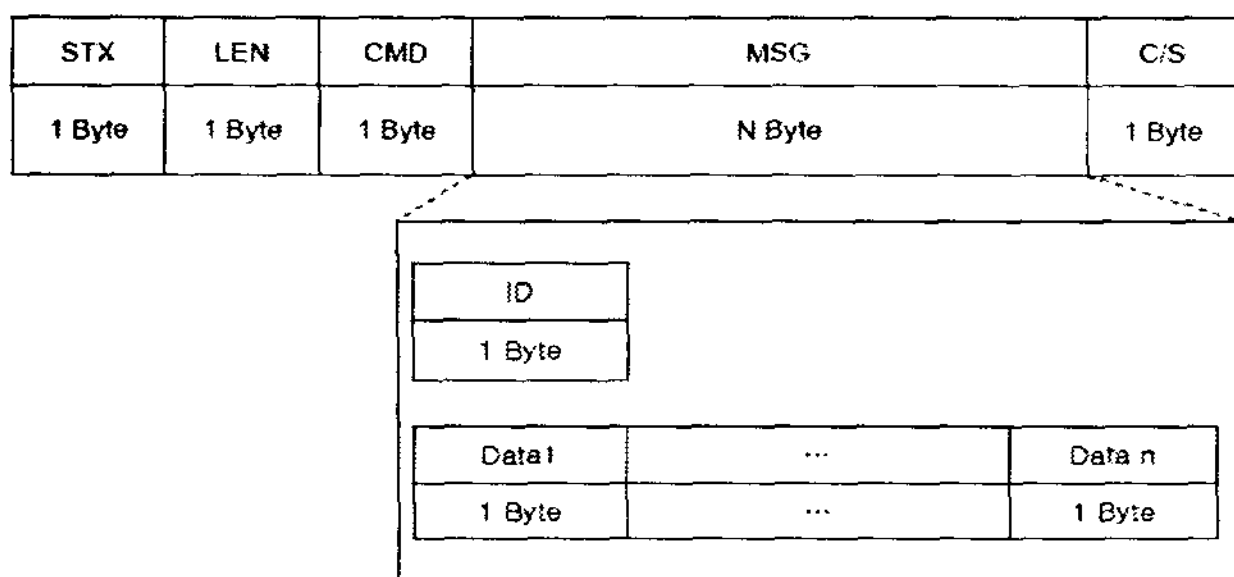 STX LEN CMD MSG C/S
1 Byte 1 Byte 1 Byte N Byte 1 Byte
ID
1 Byte
Data1 ... Data n
1 Byte ... 1 Byte